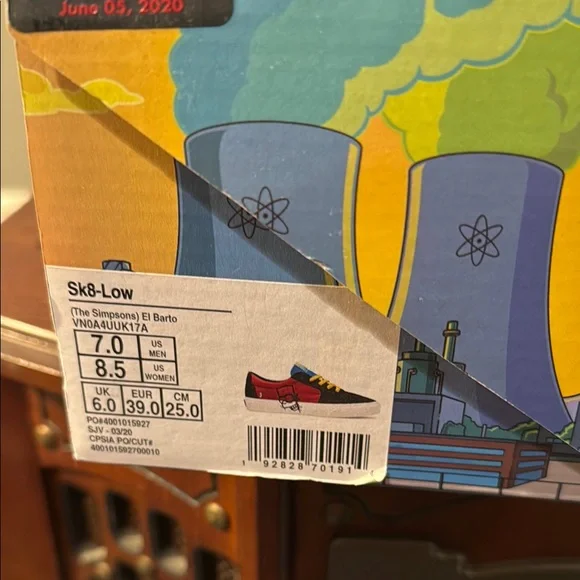 June 05, 2020
Sk8-Low
(The Simpsons) El Barto
VN0A4UUK17A
7.0 US MEN
8.5 US WOMEN
UK EUR CM
6.0 39.0 25.0
PO#4001015927
SJV - 03/20
CPSIA PO/CUT#
400101592700010
1 92828 70191